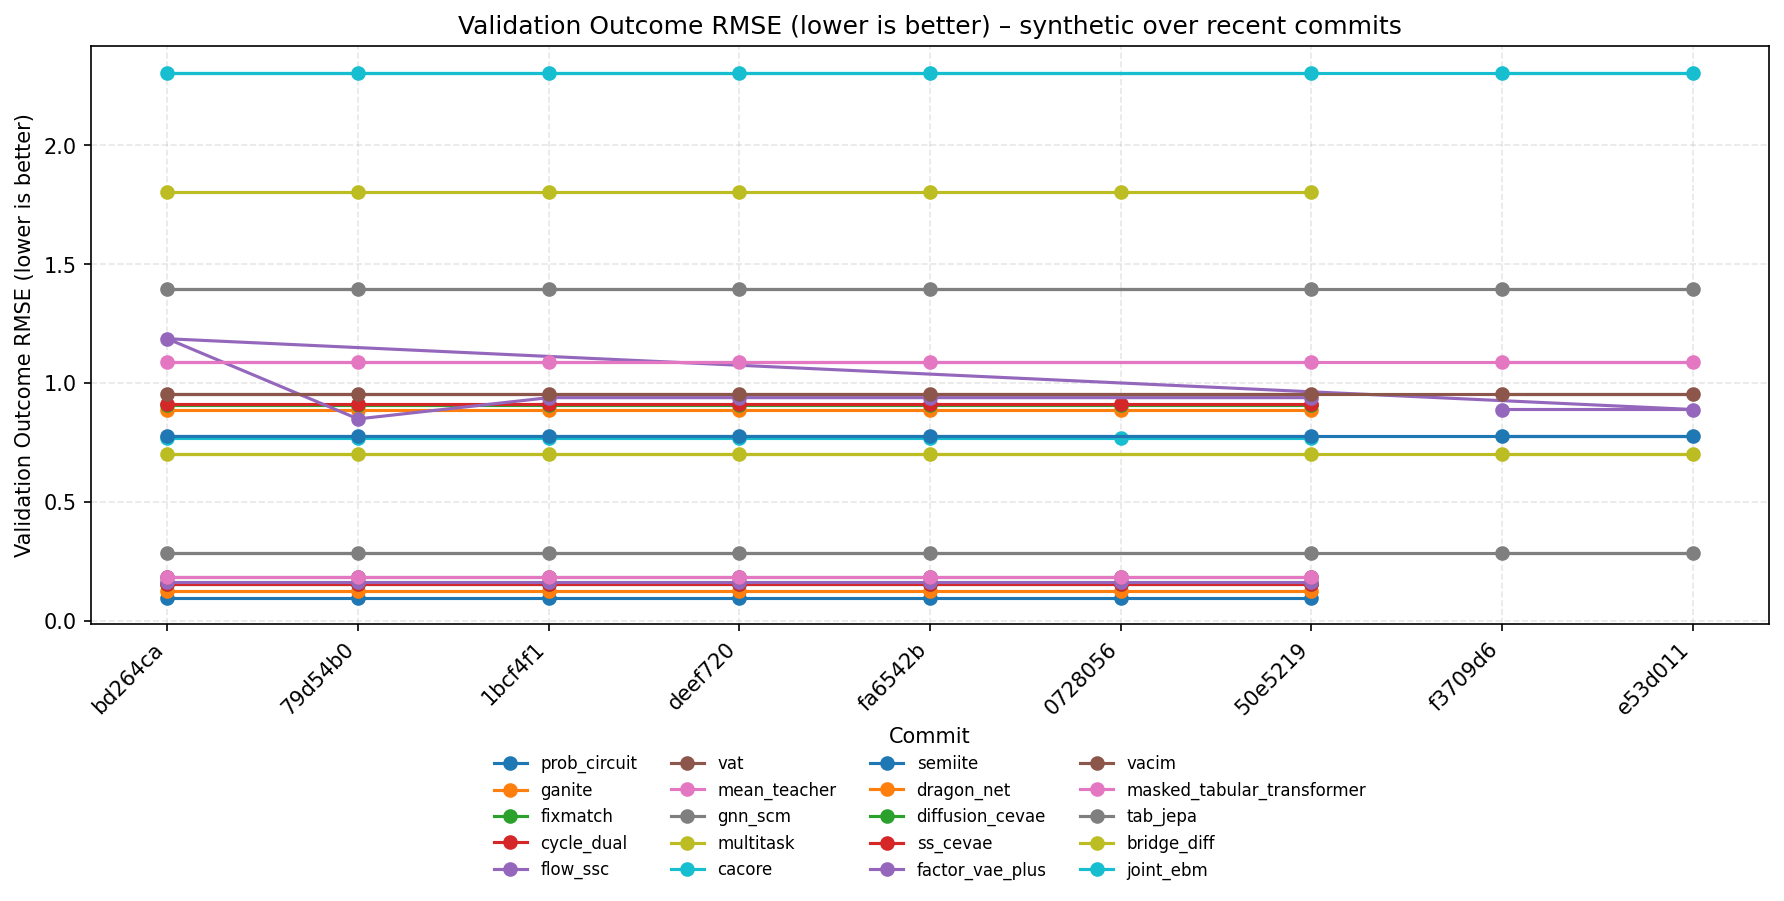 Validation Outcome RMSE (lower is better) – synthetic over recent commits
Validation Outcome RMSE (lower is better)
2.0
1.5
1.0
0.5
0.0
bd264ca
79d54b0
1bcf4f1
deef720
fa6542b
0728056
50e5219
f3709d6
e53d011
Commit
prob_circuit
ganite
fixmatch
cycle_dual
flow_ssc
vat
mean_teacher
gnn_scm
multitask
cacore
semiite
dragon_net
diffusion_cevae
ss_cevae
factor_vae_plus
vacim
masked_tabular_transformer
tab_jepa
bridge_diff
joint_ebm